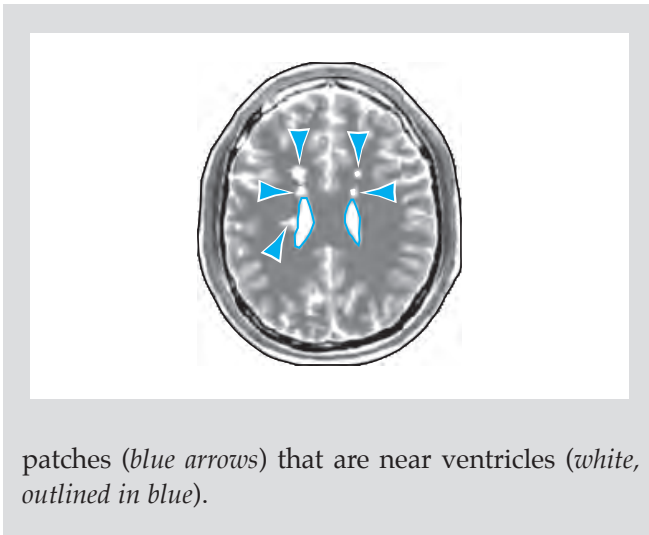 patches (blue arrows) that are near ventricles (white,
outlined in blue).